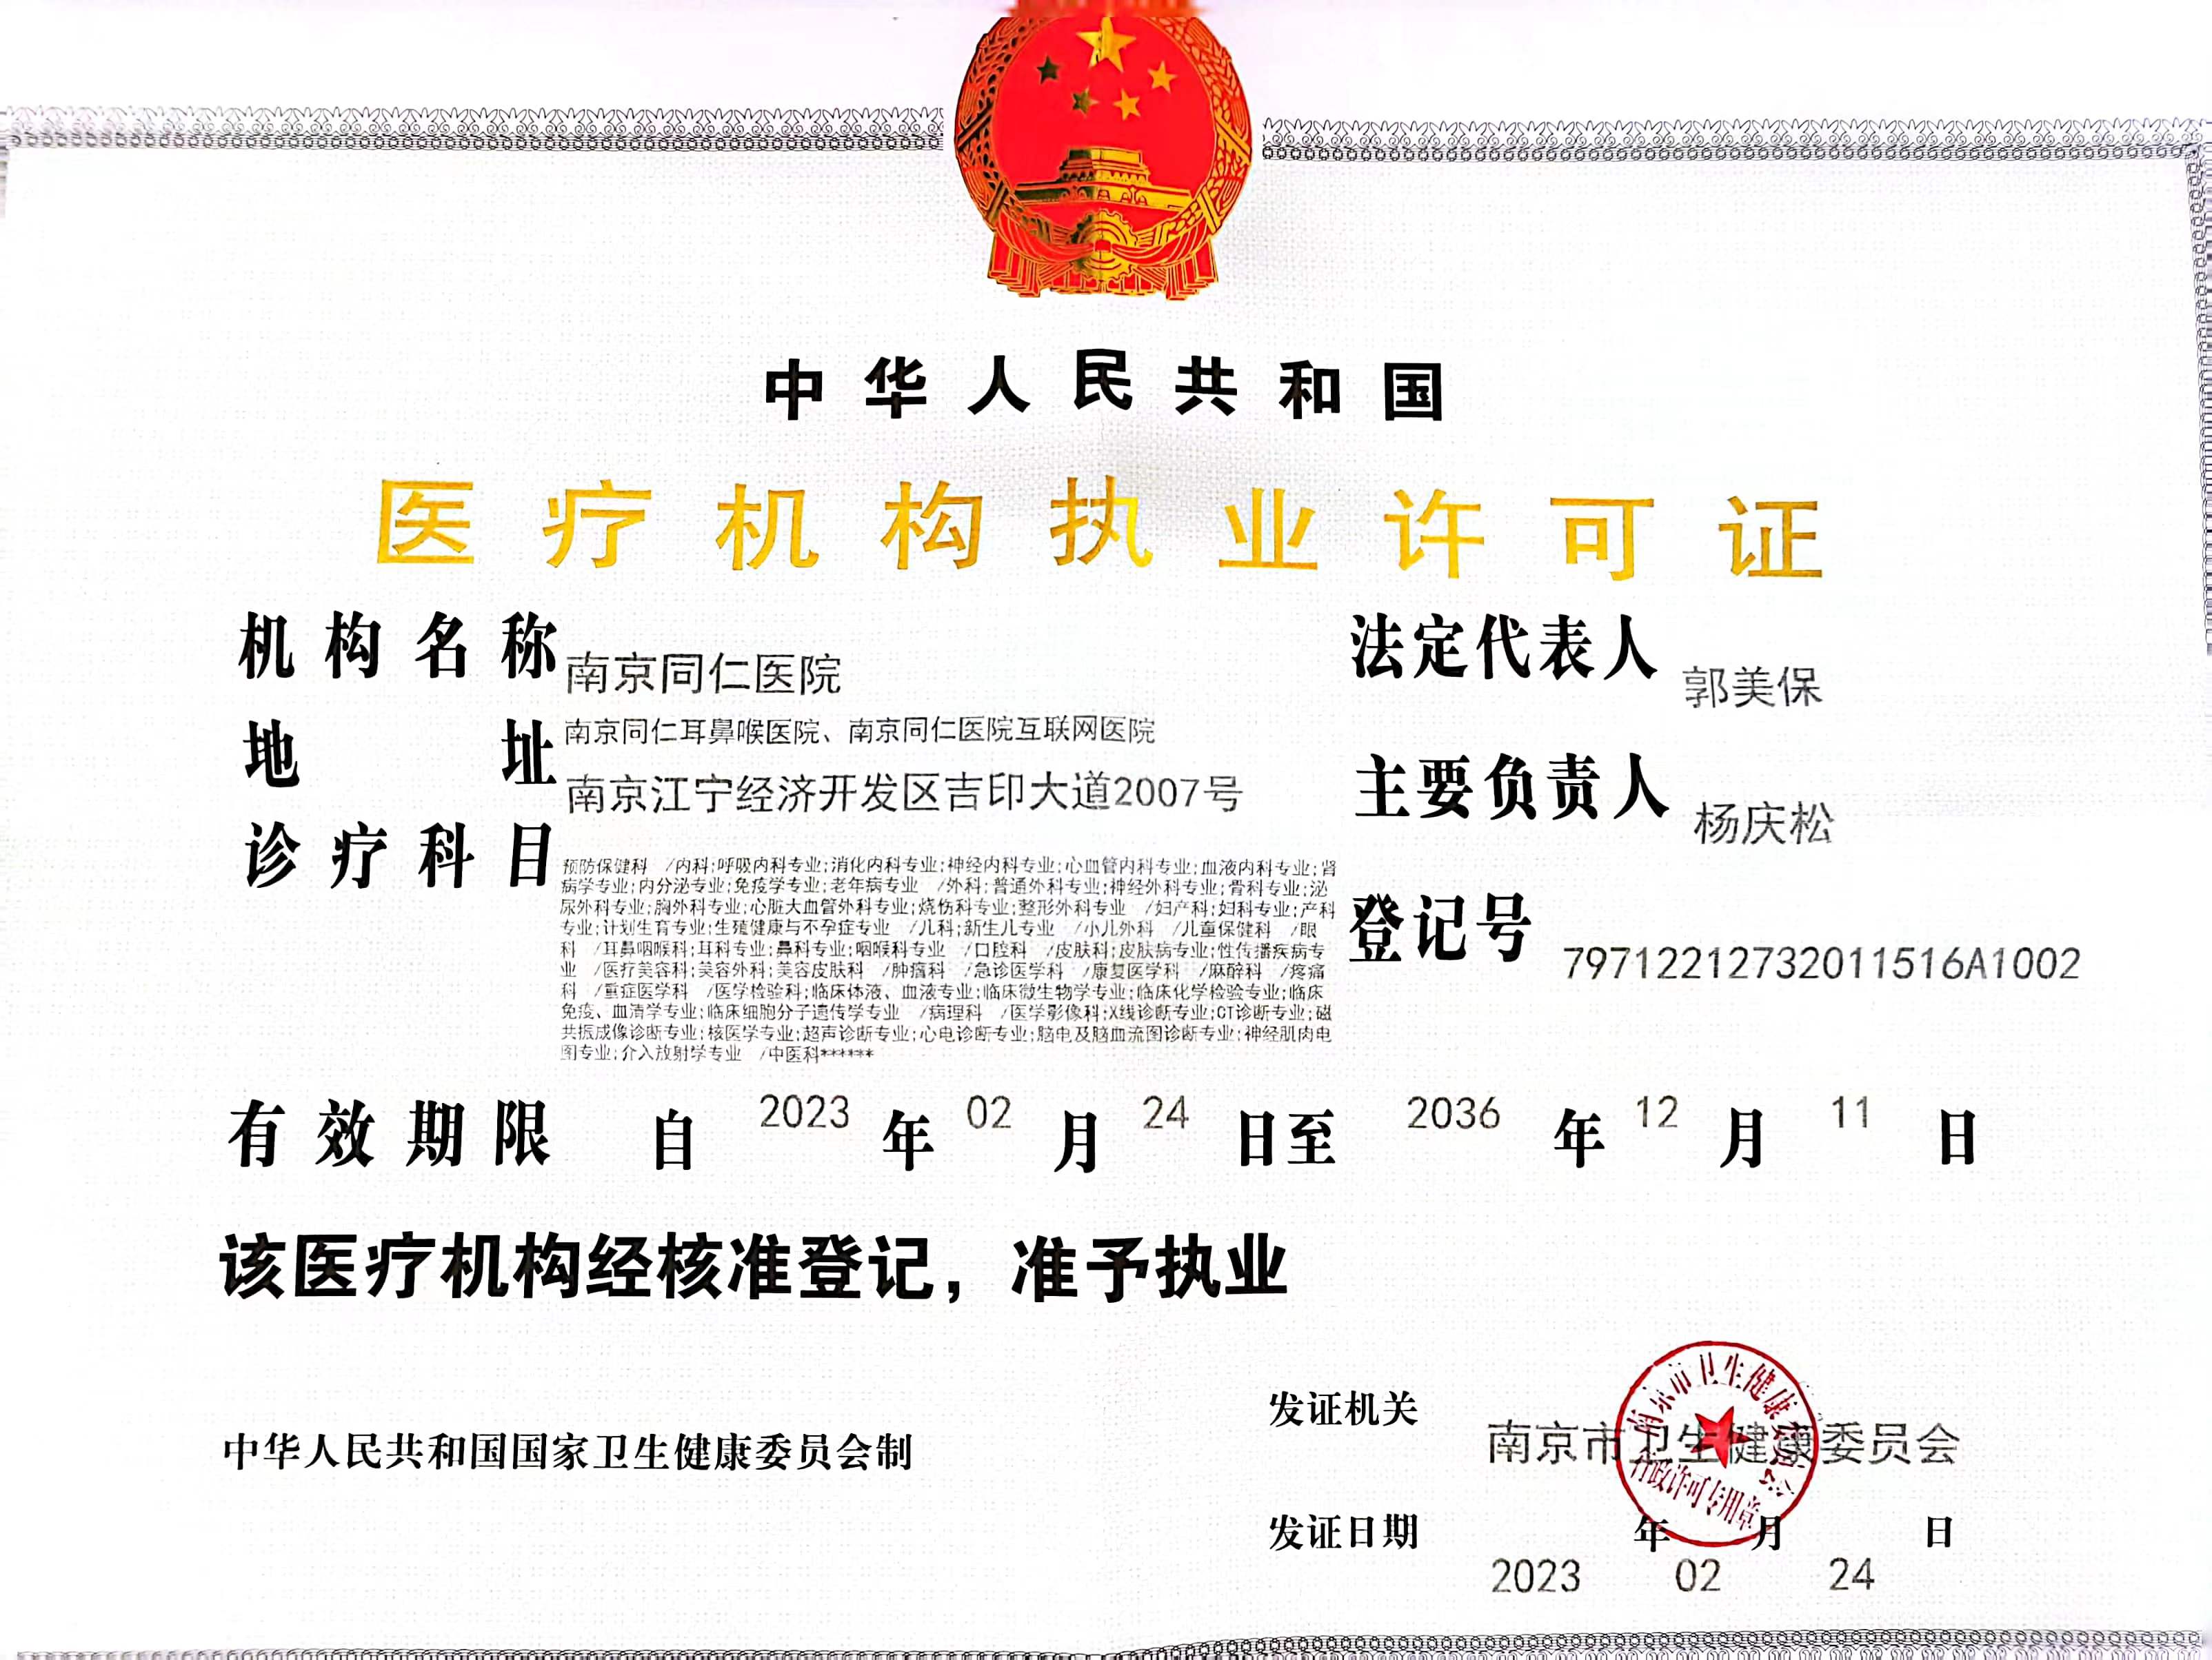 中华人民共和国
医疗机构执业许可证
机构名称 南京同仁医院
南京同仁耳鼻喉医院、南京同仁医院互联网医院
地址 南京江宁经济开发区吉印大道2007号
诊疗科目
预防保健科 /内科;呼吸内科专业;消化内科专业;神经内科专业;心血管内科专业;血液内科专业;肾
病学专业;内分泌专业;免疫学专业;老年病专业 /外科;普通外科专业;神经外科专业;骨科专业;泌
尿外科专业;胸外科专业;心脏大血管外科专业;烧伤科专业;整形外科专业 /妇产科;妇科专业;产科
专业;计划生育专业;生殖健康与不孕症专业 /儿科;新生儿专业 /小儿外科 /儿童保健科 /眼
科 /耳鼻咽喉科;耳科专业;鼻科专业;咽喉科专业 /口腔科 /皮肤科;皮肤病专业;性传播疾病专
业 /医疗美容科;美容外科;美容皮肤科 /肿瘤科 /急诊医学科 /康复医学科 /麻醉科 /疼痛
科 /重症医学科 /医学检验科;临床体液、血液专业;临床微生物学专业;临床化学检验专业;临床
免疫、血清学专业;临床细胞分子遗传学专业 /病理科 /医学影像科;X线诊断专业;CT诊断专业;磁
共振成像诊断专业;核医学专业;超声诊断专业;心电诊断专业;脑电及脑血流图诊断专业;神经肌肉电
图专业;介入放射学专业 /中医科******
法定代表人 郭美保
主要负责人 杨庆松
登记号 79712212732011516A1002
有效期限 自 2023 年 02 月 24 日至 2036 年 12 月 11 日
该医疗机构经核准登记，准予执业
中华人民共和国国家卫生健康委员会制
发证机关 南京市卫生健康委员会
南京市卫生健康委员会
行政许可专用章
发证日期 2023 年 02 月 24 日